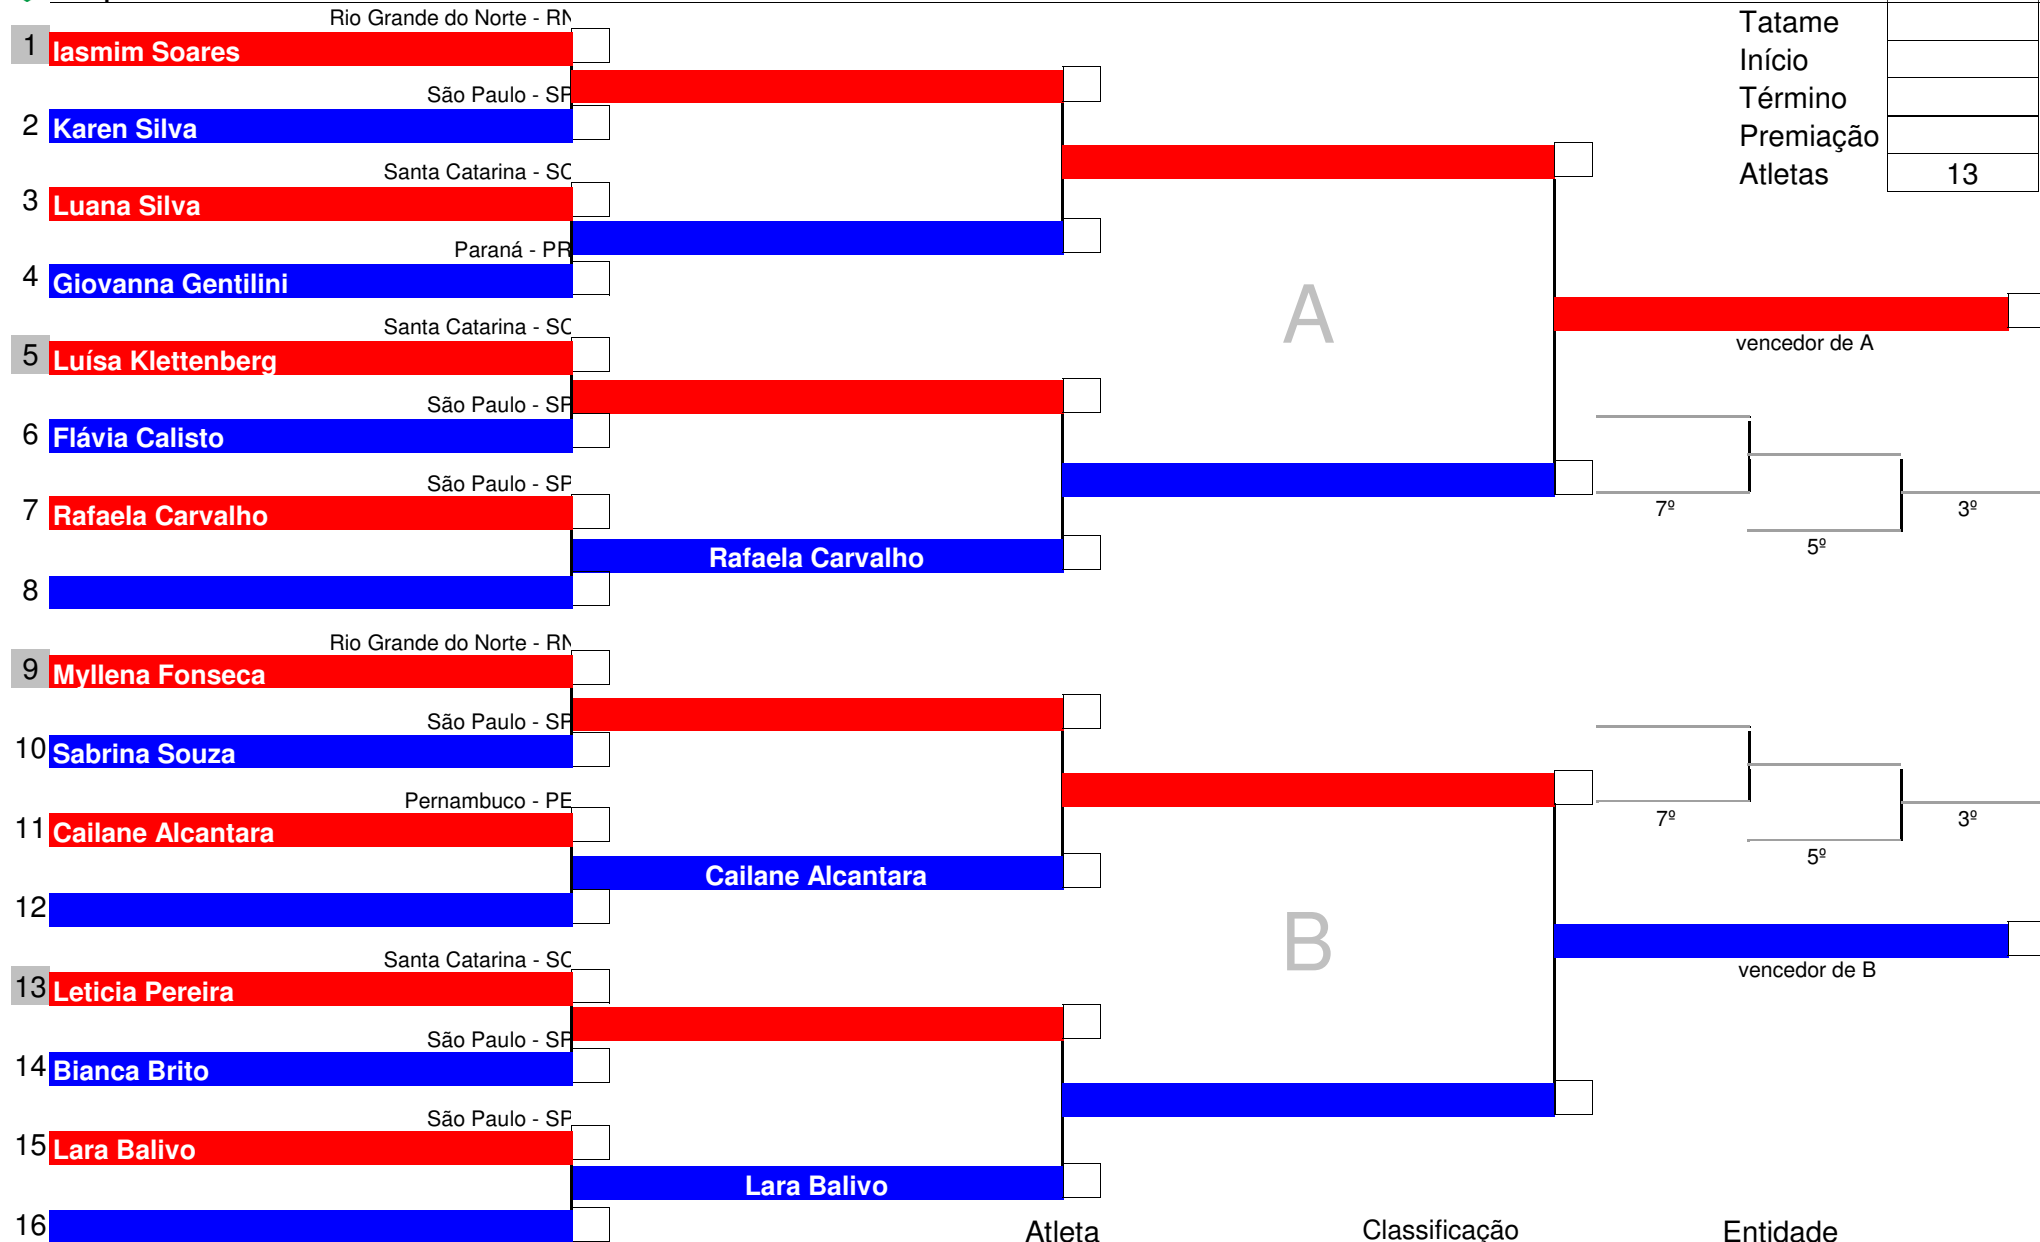 Rio Grande do Norte - RN
1 Iasmim Soares
São Paulo - SP
2 Karen Silva
Santa Catarina - SC
3 Luana Silva
Paraná - PR
4 Giovanna Gentilini
Santa Catarina - SC
5 Luísa Klettenberg
São Paulo - SP
6 Flávia Calisto
São Paulo - SP
7 Rafaela Carvalho
Rafaela Carvalho
8
Rio Grande do Norte - RN
9 Myllena Fonseca
São Paulo - SP
10 Sabrina Souza
Pernambuco - PE
11 Cailane Alcantara
Cailane Alcantara
12
Santa Catarina - SC
13 Leticia Pereira
São Paulo - SP
14 Bianca Brito
São Paulo - SP
15 Lara Balivo
Lara Balivo
16
A
B
Tatame
Início
Término
Premiação
Atletas 13
vencedor de A
7º
3º
5º
7º
3º
5º
vencedor de B
Atleta Classificação Entidade